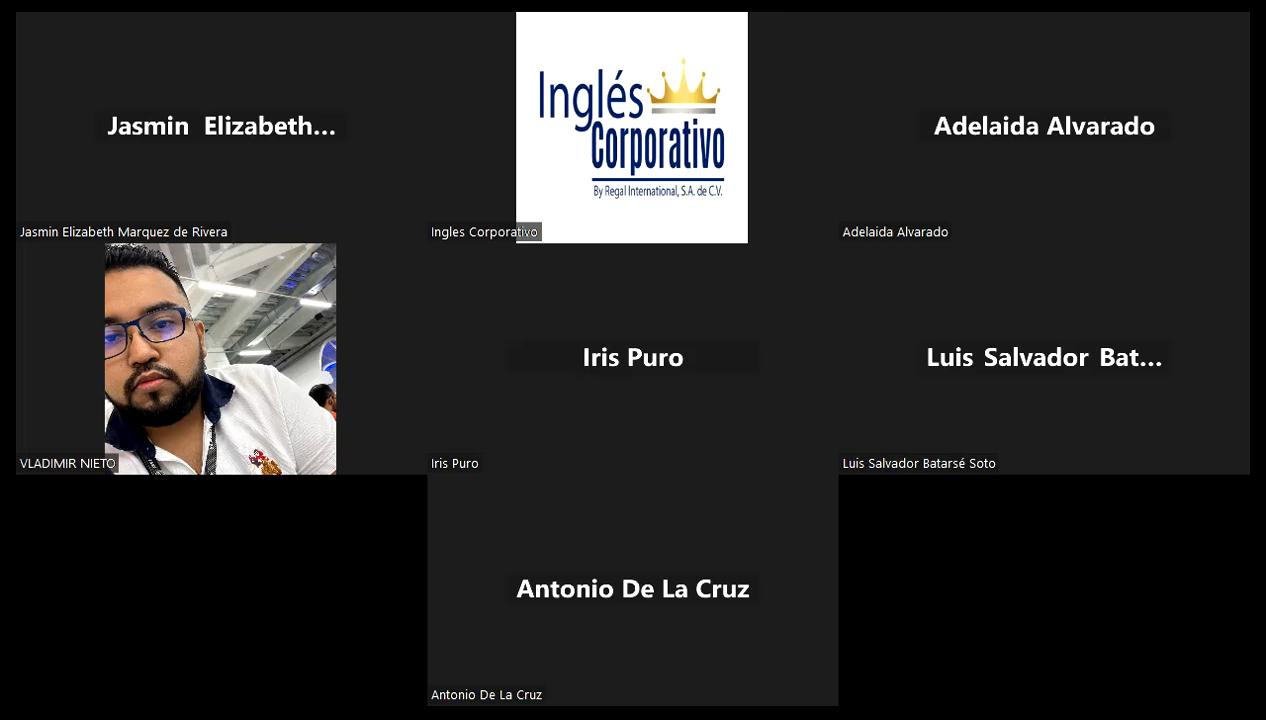 Jasmin Elizabeth...
Inglés
Corporativo
By Regal International, S.A. de C.V.
Adelaida Alvarado
Jasmin Elizabeth Marquez de Rivera
Ingles Corporativo
Adelaida Alvarado
Iris Puro
Luis Salvador Bat...
VLADIMIR NIETO
Iris Puro
Luis Salvador Batarsé Soto
Antonio De La Cruz
Antonio De La Cruz